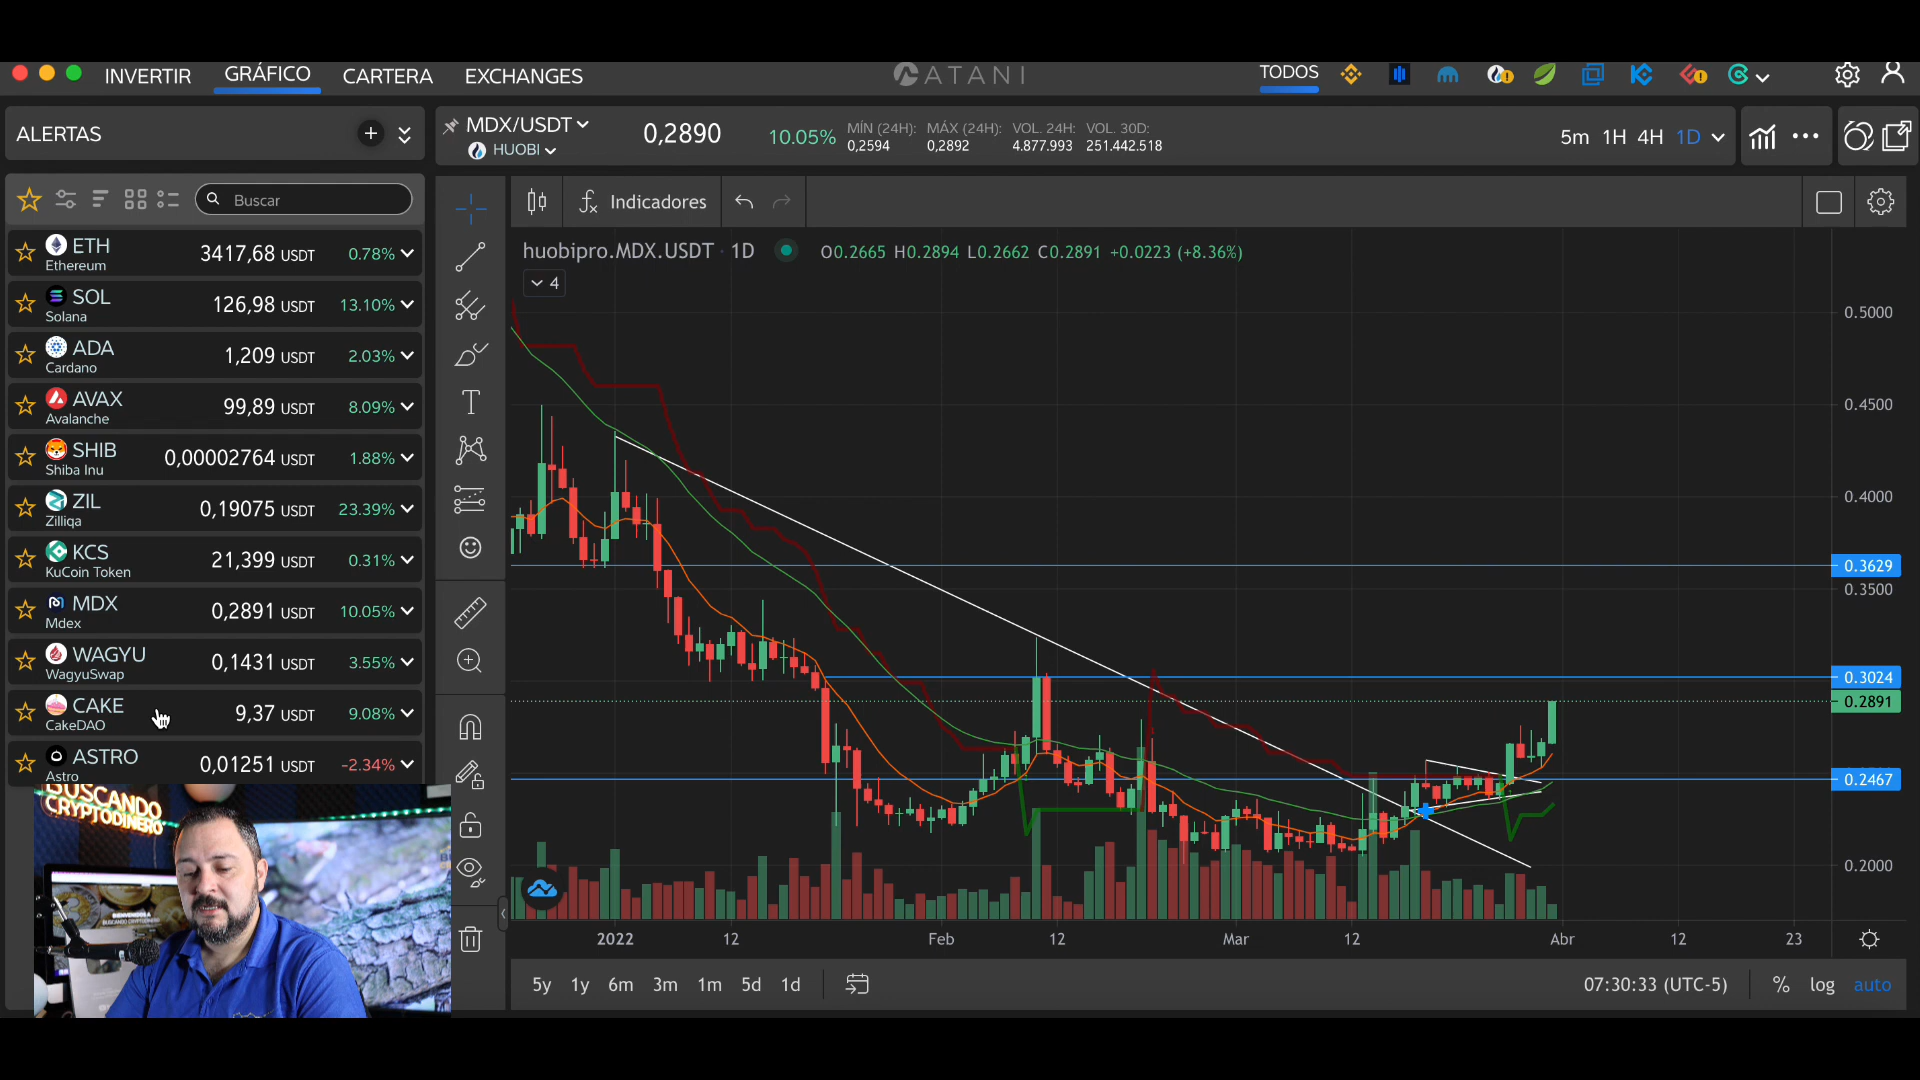 INVERTIR GRÁFICO CARTERA EXCHANGES ATANI TODOS
ALERTAS
MDX/USDT 0,2890 10.05% MÍN (24H): MÁX (24H): VOL. 24H: VOL. 30D: 5m 1H 4H 1D
HUOBI 0,2594 0,2892 4.877.993 251.442.518
Buscar
Indicadores
huobipro.MDX.USDT · 1D O0.2665 H0.2894 L0.2662 C0.2891 +0.0223 (+8.36%)
4
ETH 3417,68 USDT 0.78%
Ethereum
SOL 126,98 USDT 13.10%
Solana
ADA 1,209 USDT 2.03%
Cardano
AVAX 99,89 USDT 8.09%
Avalanche
SHIB 0,00002764 USDT 1.88%
Shiba Inu
ZIL 0,19075 USDT 23.39%
Zilliqa
KCS 21,399 USDT 0.31%
KuCoin Token
MDX 0,2891 USDT 10.05%
Mdex
WAGYU 0,1431 USDT 3.55%
WagyuSwap
CAKE 9,37 USDT 9.08%
CakeDAO
ASTRO 0,01251 USDT -2.34%
Astro
0.5000
0.4500
0.4000
0.3629
0.3500
0.3024
0.2891
0.2467
0.2000
2022 12 Feb 12 Mar 12 Abr 12 23
5y 1y 6m 3m 1m 5d 1d 07:30:33 (UTC-5) % log auto
BUSCANDO
CRYPTODINERO